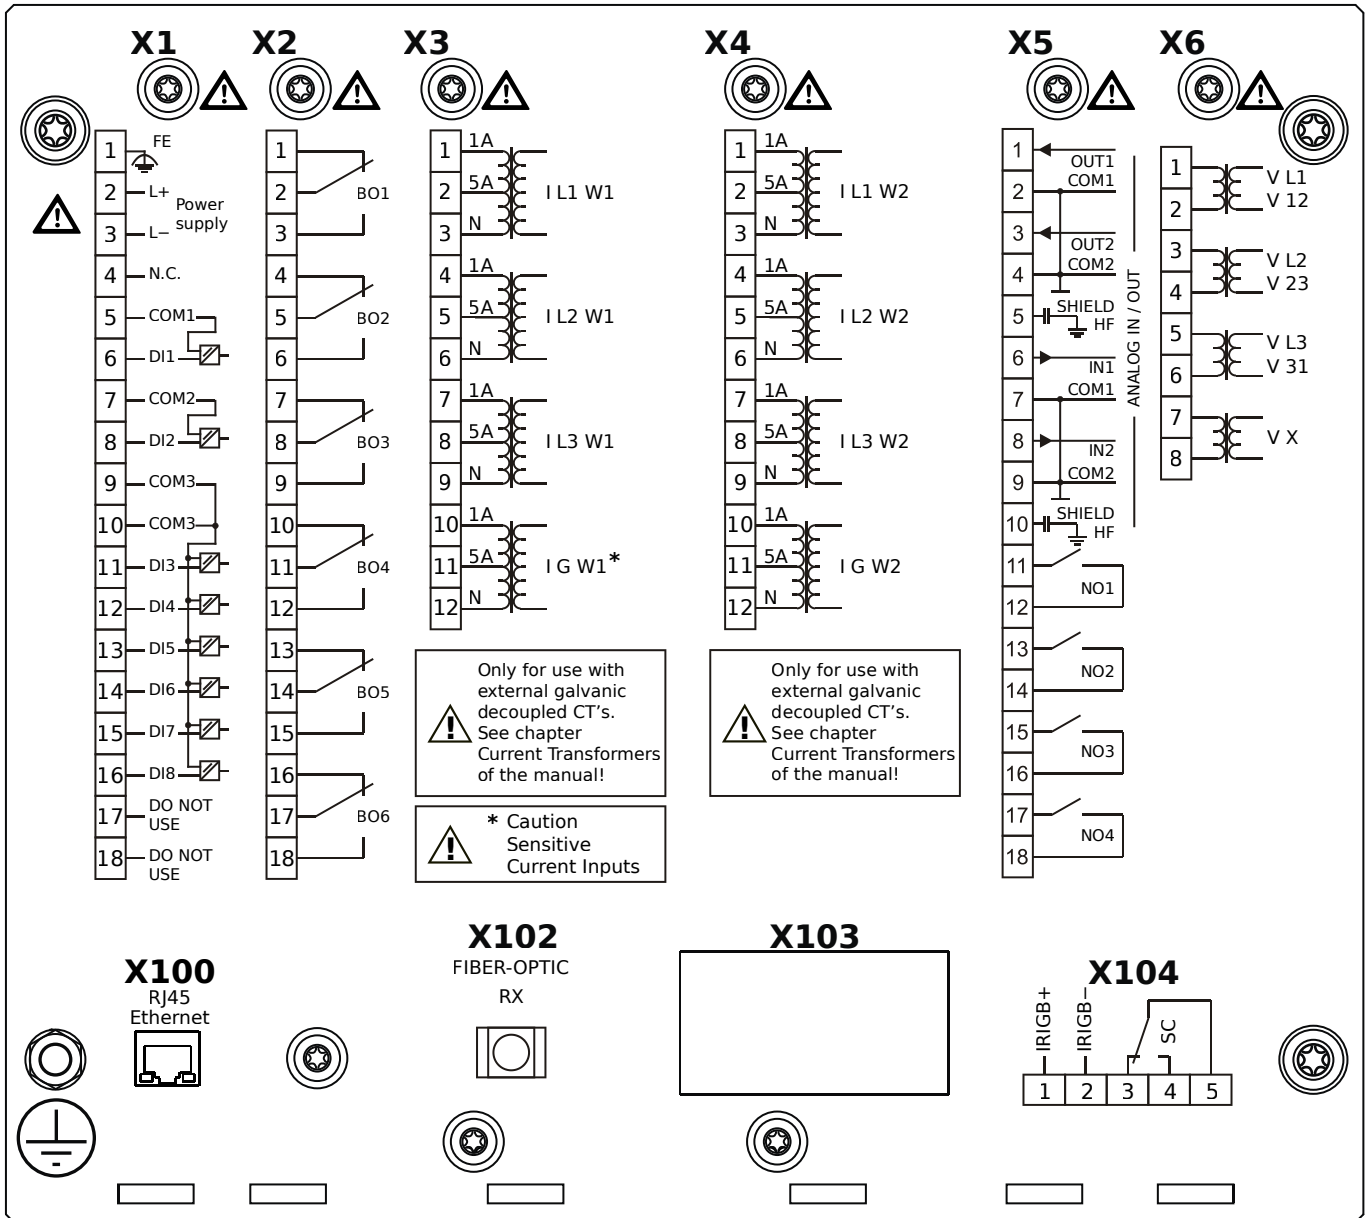 X1 X2 X3 X4 X5 X6
1 FE
2 L+
Power
supply
3 L−
4 N.C.
5 COM1
6 DI1
7 COM2
8 DI2
9 COM3
10 COM3
11 DI3
12 DI4
13 DI5
14 DI6
15 DI7
16 DI8
17 DO NOT
USE
18 DO NOT
USE
1
2 BO1
3
4
5 BO2
6
7
8 BO3
9
10
11 BO4
12
13
14 BO5
15
16
17 BO6
18
1 1A
2 5A I L1 W1
3 N
4 1A
5 5A I L2 W1
6 N
7 1A
8 5A I L3 W1
9 N
10 1A
11 5A I G W1*
12 N
Only for use with
external galvanic
decoupled CT's.
See chapter
Current Transformers
of the manual!
* Caution
Sensitive
Current Inputs
1 1A
2 5A I L1 W2
3 N
4 1A
5 5A I L2 W2
6 N
7 1A
8 5A I L3 W2
9 N
10 1A
11 5A I G W2
12 N
Only for use with
external galvanic
decoupled CT's.
See chapter
Current Transformers
of the manual!
1 OUT1
2 COM1
3 OUT2
4 COM2
5 SHIELD
HF
6 IN1
7 COM1
8 IN2
9 COM2
10 SHIELD
HF
ANALOG IN / OUT
11
NO1
12
13
NO2
14
15
NO3
16
17
NO4
18
1 V L1
2 V 12
3 V L2
4 V 23
5 V L3
6 V 31
7
V X
8
X100
RJ45
Ethernet
X102
FIBER-OPTIC
RX
X103
X104
IRIGB+
IRIGB−
SC
1 2 3 4 5